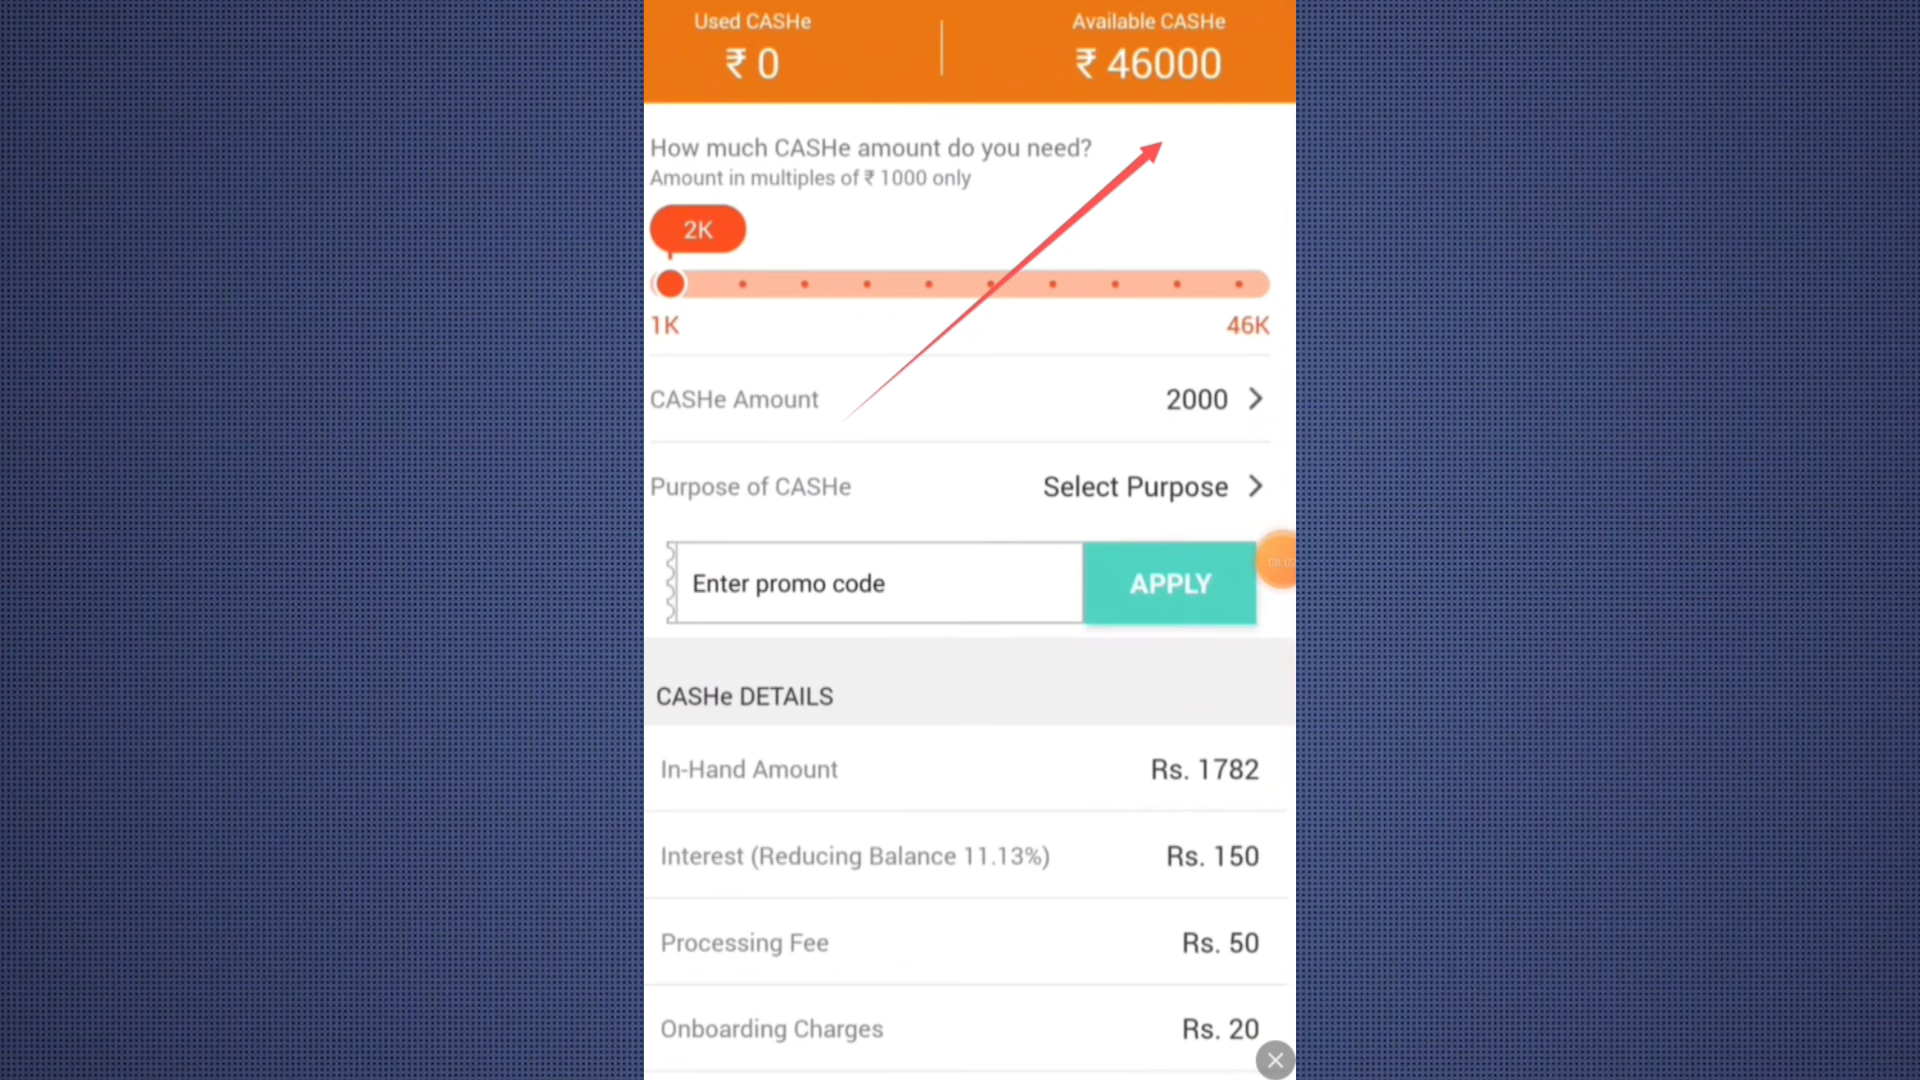 Used CASHe
Available CASHe
₹ 0
₹ 46000
How much CASHe amount do you need?
Amount in multiples of ₹ 1000 only
2K
1K
46K
CASHe Amount
2000
Purpose of CASHe
Select Purpose
Enter promo code
APPLY
CASHe DETAILS
In-Hand Amount
Rs. 1782
Interest (Reducing Balance 11.13%)
Rs. 150
Processing Fee
Rs. 50
Onboarding Charges
Rs. 20